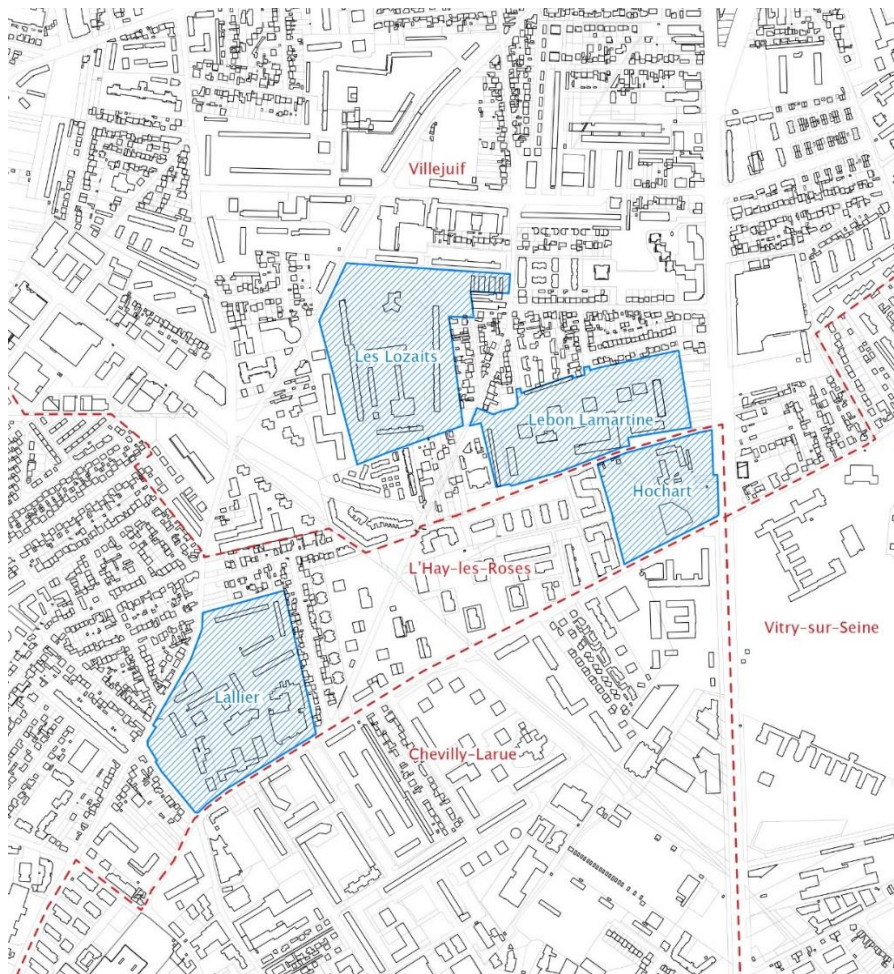 Villejuif
Les Lozaits
Lebon Lamartine
Hochart
L'Hay-les-Roses
Vitry-sur-Seine
Lallier
Chevilly-Larue